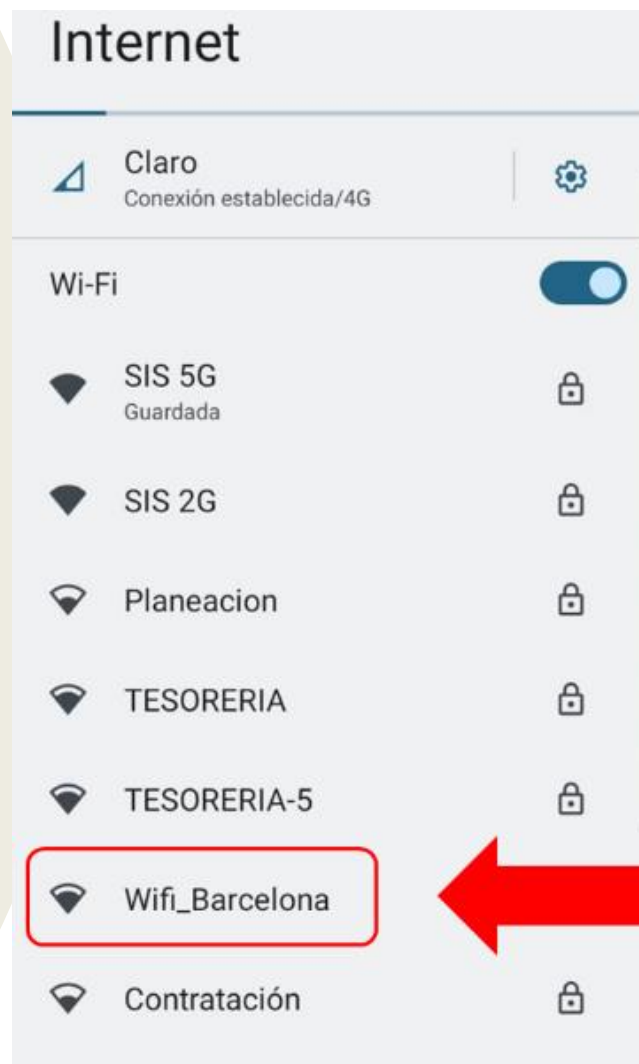 Internet
Claro
Conexión establecida/4G
Wi-Fi
SIS 5G
Guardada
SIS 2G
Planeacion
TESORERIA
TESORERIA-5
Wifi_Barcelona
Contratación